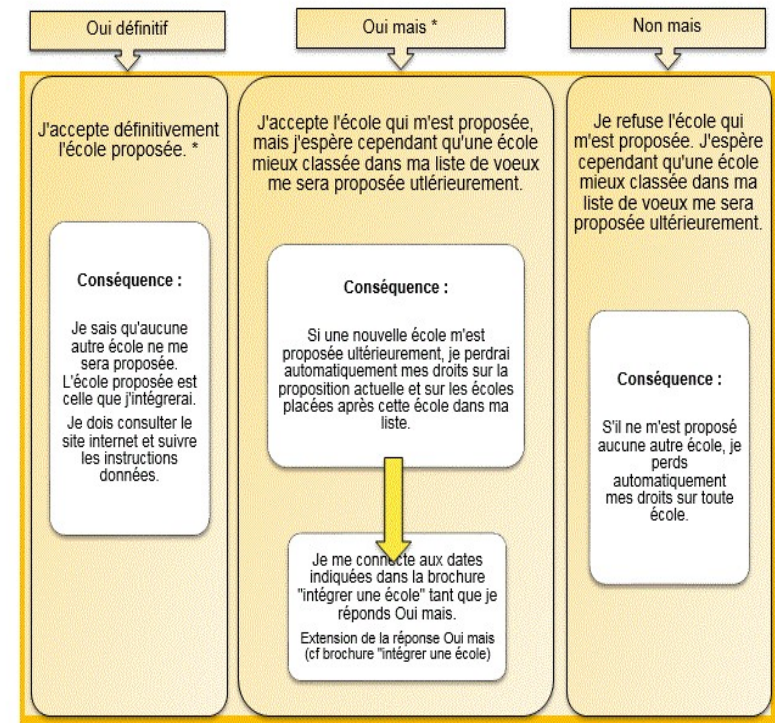 Oui définitif
J'accepte définitivement
l'école proposée. *
Conséquence :
Je sais qu'aucune
autre école ne me
sera proposée.
L'école proposée est
celle que j'intégrerai.
Je dois consulter le
site internet et suivre
les instructions
données.
Oui mais *
J'accepte l'école qui m'est proposée,
mais j'espère cependant qu'une école
mieux classée dans ma liste de voeux
me sera proposée utlérieurement.
Conséquence :
Si une nouvelle école m'est
proposée ultérieurement, je perdrai
automatiquement mes droits sur la
proposition actuelle et sur les écoles
placées après cette école dans ma
liste.
Je me connecte aux dates
indiquées dans la brochure
"intégrer une école" tant que je
réponds Oui mais.
Extension de la réponse Oui mais
(cf brochure "intégrer une école)
Non mais
Je refuse l'école qui
m'est proposée. J'espère
cependant qu'une école
mieux classée dans ma
liste de voeux me sera
proposée ultérieurement.
Conséquence :
S'il ne m'est proposé
aucune autre école, je
perds
automatiquement
mes droits sur toute
école.